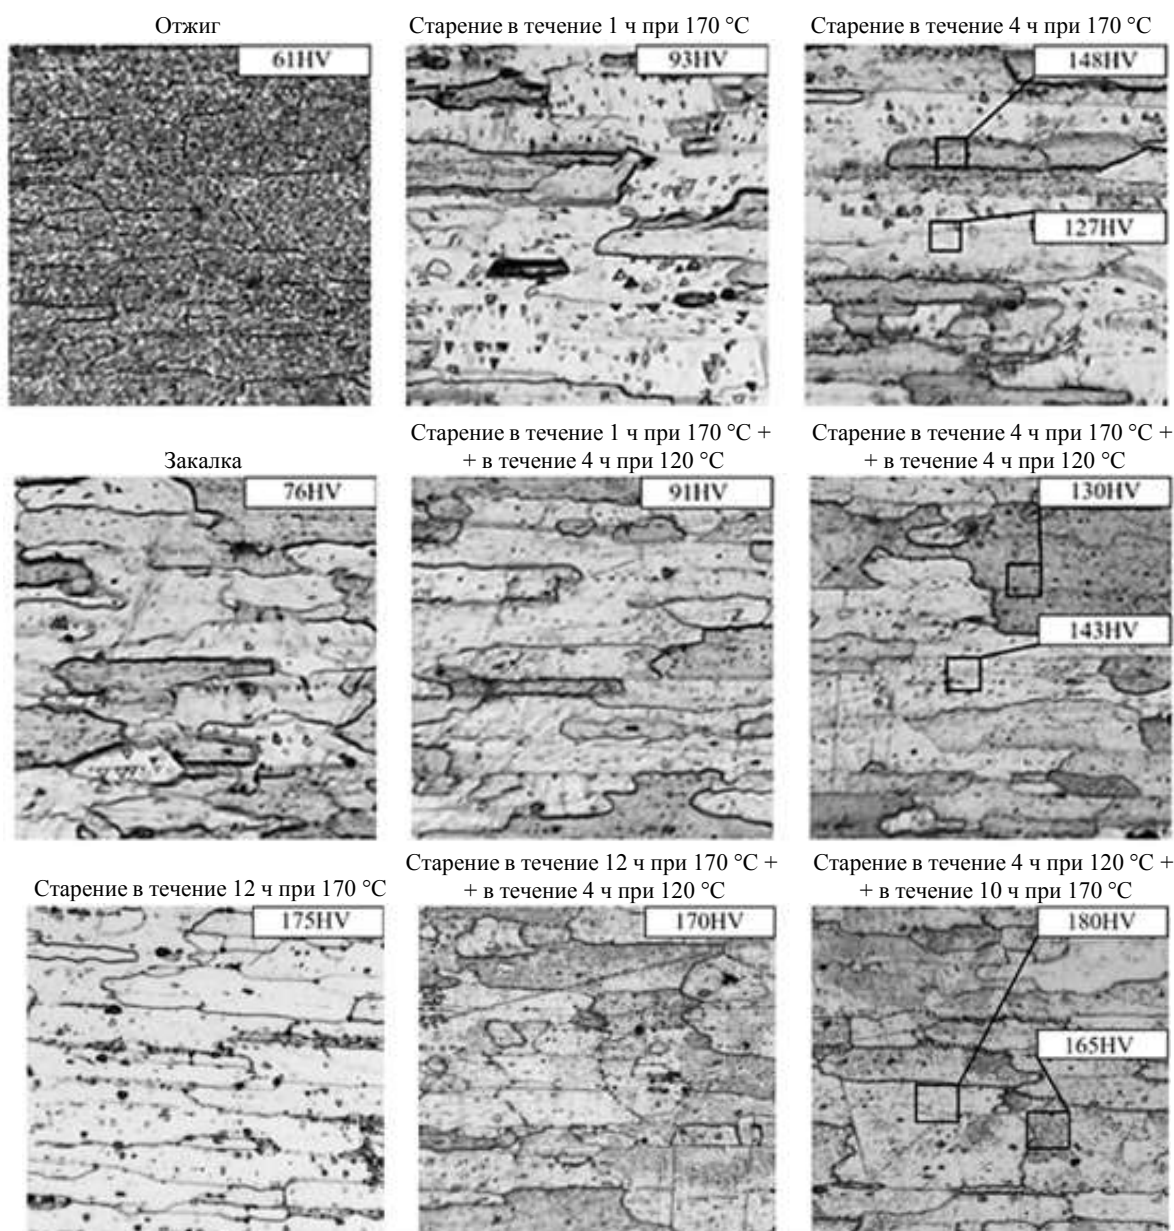 Отжиг
Старение в течение 1 ч при 170 °C
Старение в течение 4 ч при 170 °C
61HV
93HV
148HV
127HV
Закалка
Старение в течение 1 ч при 170 °C +
+ в течение 4 ч при 120 °C
Старение в течение 4 ч при 170 °C +
+ в течение 4 ч при 120 °C
76HV
91HV
130HV
143HV
Старение в течение 12 ч при 170 °C
Старение в течение 12 ч при 170 °C +
+ в течение 4 ч при 120 °C
Старение в течение 4 ч при 120 °C +
+ в течение 10 ч при 170 °C
175HV
170HV
180HV
165HV